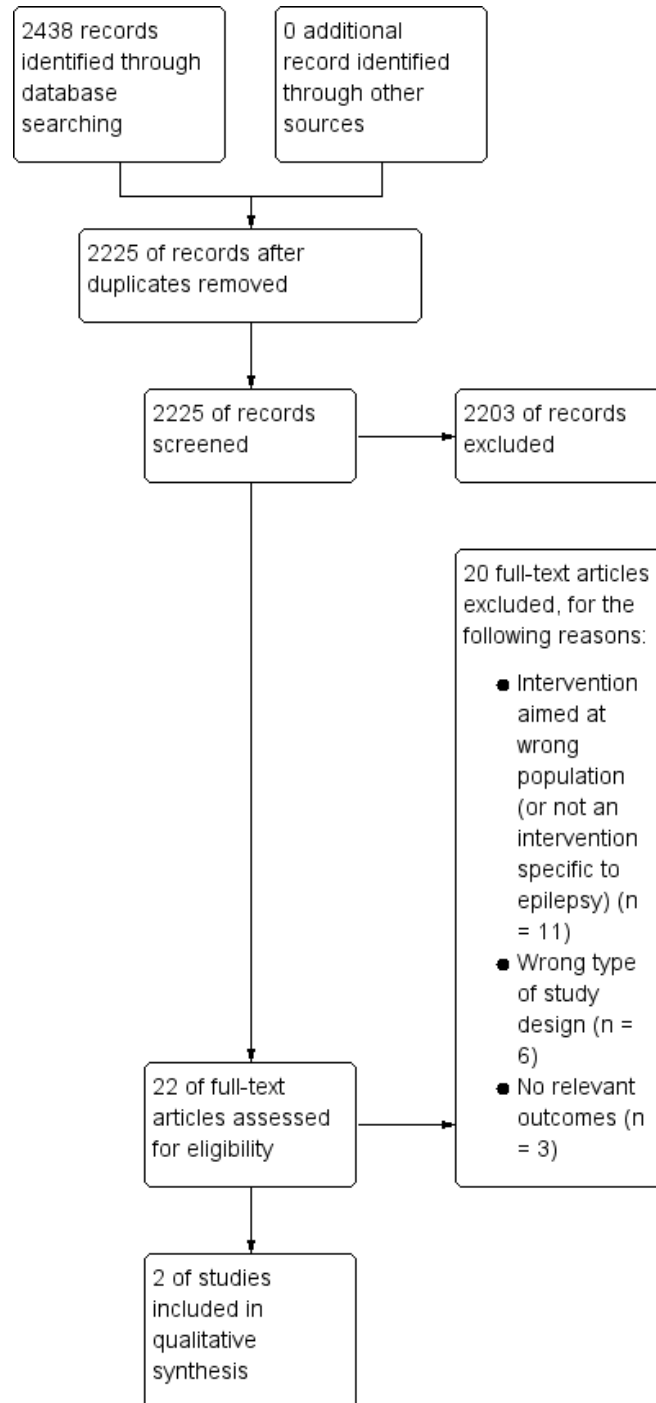 2438 records
identified through
database
searching
0 additional
record identified
through other
sources
2225 of records after
duplicates removed
2225 of records
screened
2203 of records
excluded
20 full-text articles
excluded, for the
following reasons:
● Intervention
aimed at
wrong
population
(or not an
intervention
specific to
epilepsy) (n
= 11)
● Wrong type
of study
design (n =
6)
● No relevant
outcomes (n
= 3)
22 of full-text
articles assessed
for eligibility
2 of studies
included in
qualitative
synthesis